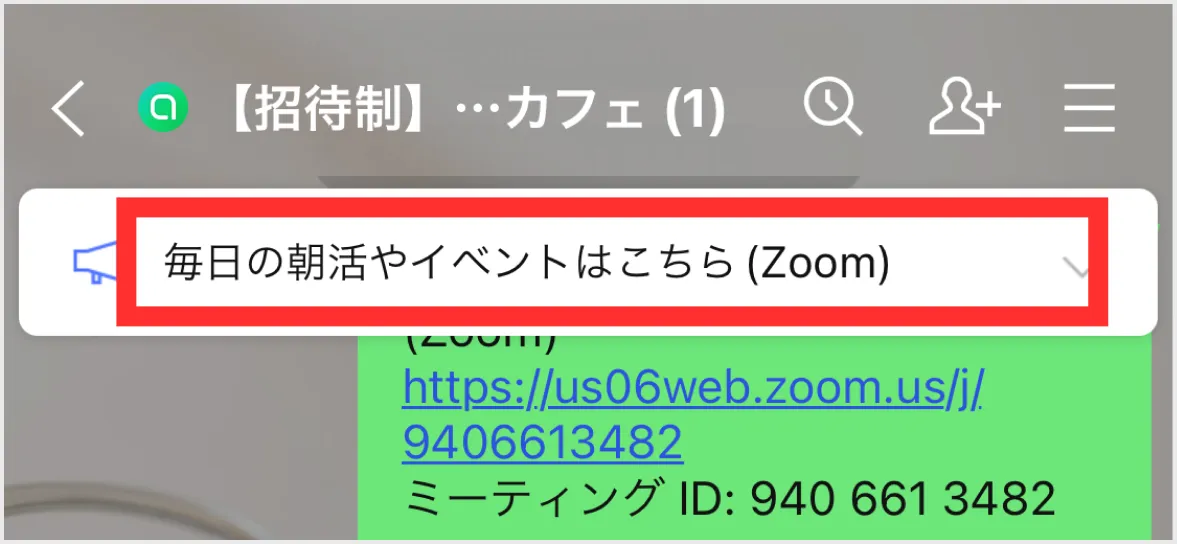 【招待制】…カフェ (1)
毎日の朝活やイベントはこちら (Zoom)
(Zoom)
https://us06web.zoom.us/j/
9406613482
ミーティング ID: 940 661 3482